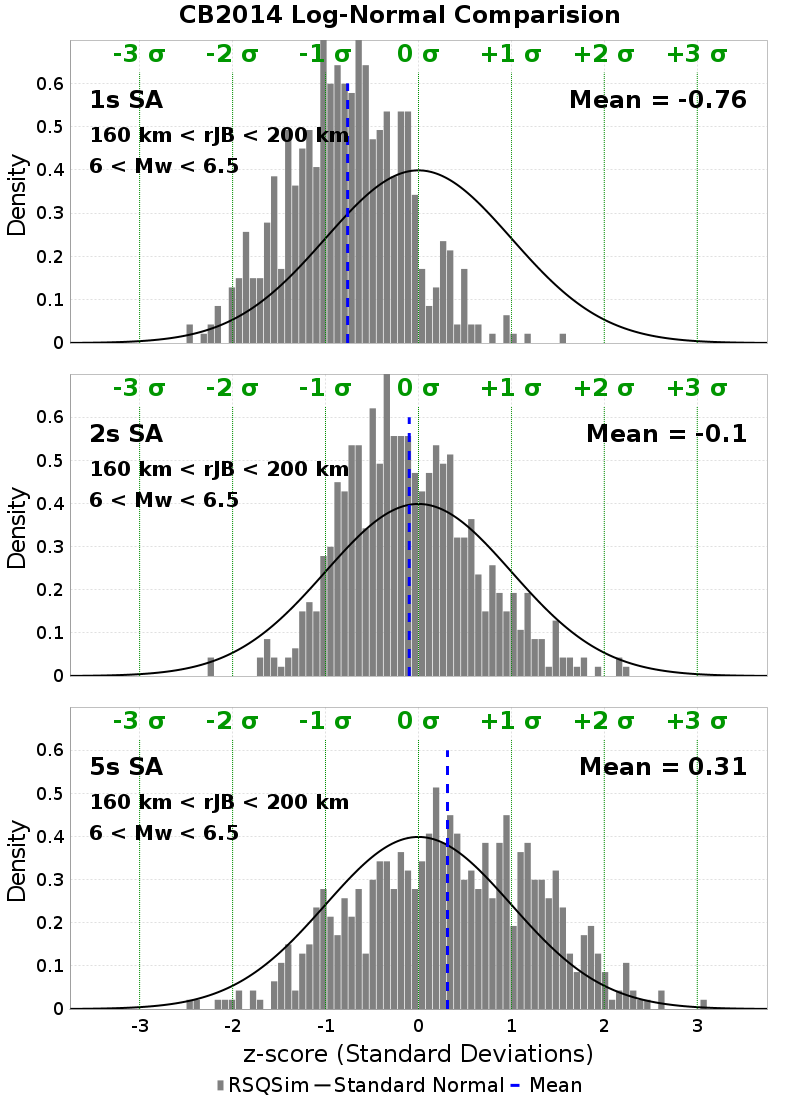 CB2014 Log-Normal Comparision
-3 σ -2 σ -1 σ 0 σ +1 σ +2 σ +3 σ
1s SA
Mean = -0.76
160 km < rJB < 200 km
6 < Mw < 6.5
0.6
0.5
0.4
0.3
0.2
0.1
0
Density
-3 σ -2 σ -1 σ 0 σ +1 σ +2 σ +3 σ
2s SA
Mean = -0.1
160 km < rJB < 200 km
6 < Mw < 6.5
0.6
0.5
0.4
0.3
0.2
0.1
0
Density
-3 σ -2 σ -1 σ 0 σ +1 σ +2 σ +3 σ
5s SA
Mean = 0.31
160 km < rJB < 200 km
6 < Mw < 6.5
0.6
0.5
0.4
0.3
0.2
0.1
0
Density
-3 -2 -1 0 1 2 3
z-score (Standard Deviations)
RSQSim Standard Normal Mean